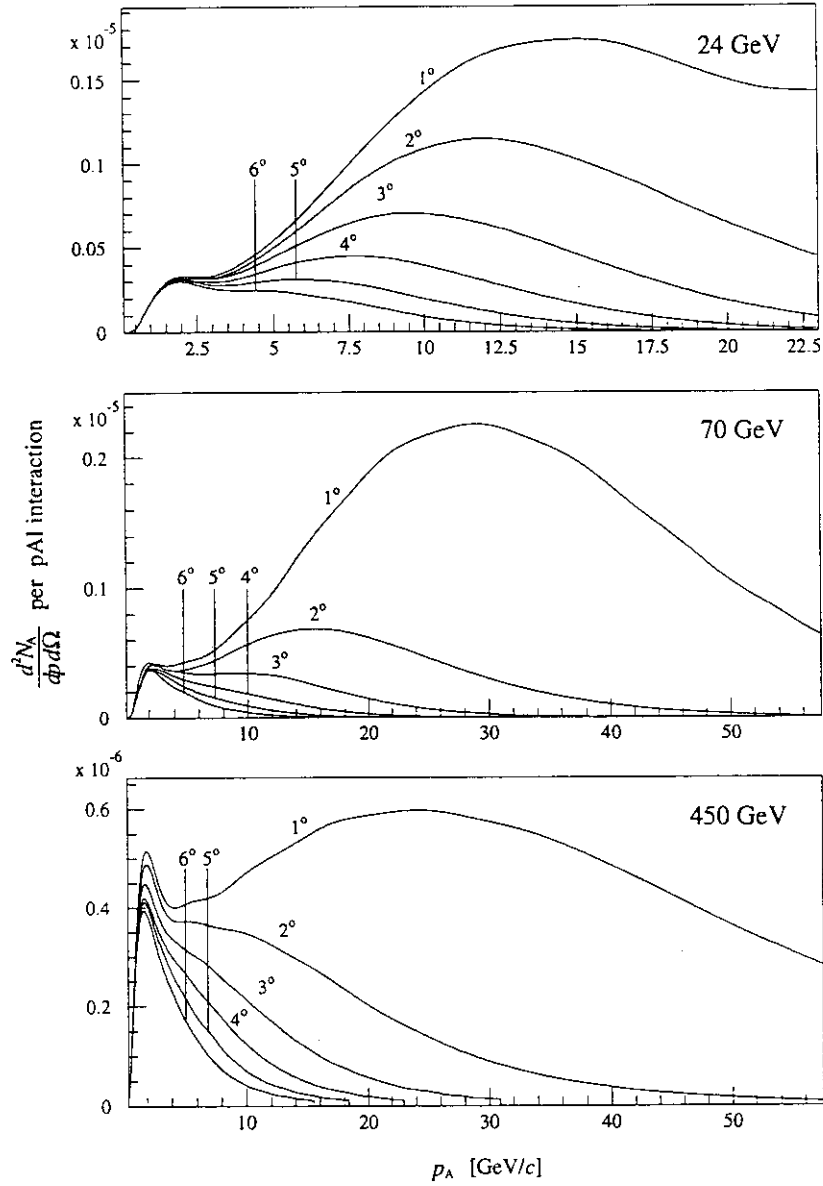 x 10⁻⁵
24 GeV
0.15
1°
0.1
2°
6° 5°
3°
0.05
4°
0
2.5 5 7.5 10 12.5 15 17.5 20 22.5
x 10⁻⁵
70 GeV
0.2
1°
0.1
6° 5° 4°
2°
3°
0
10 20 30 40 50
d²N_A/dpdΩ per pAl interaction
x 10⁻⁶
450 GeV
0.6
1°
6° 5°
0.4
2°
3°
0.2
4°
0
0 10 20 30 40 50
p_A [GeV/c]